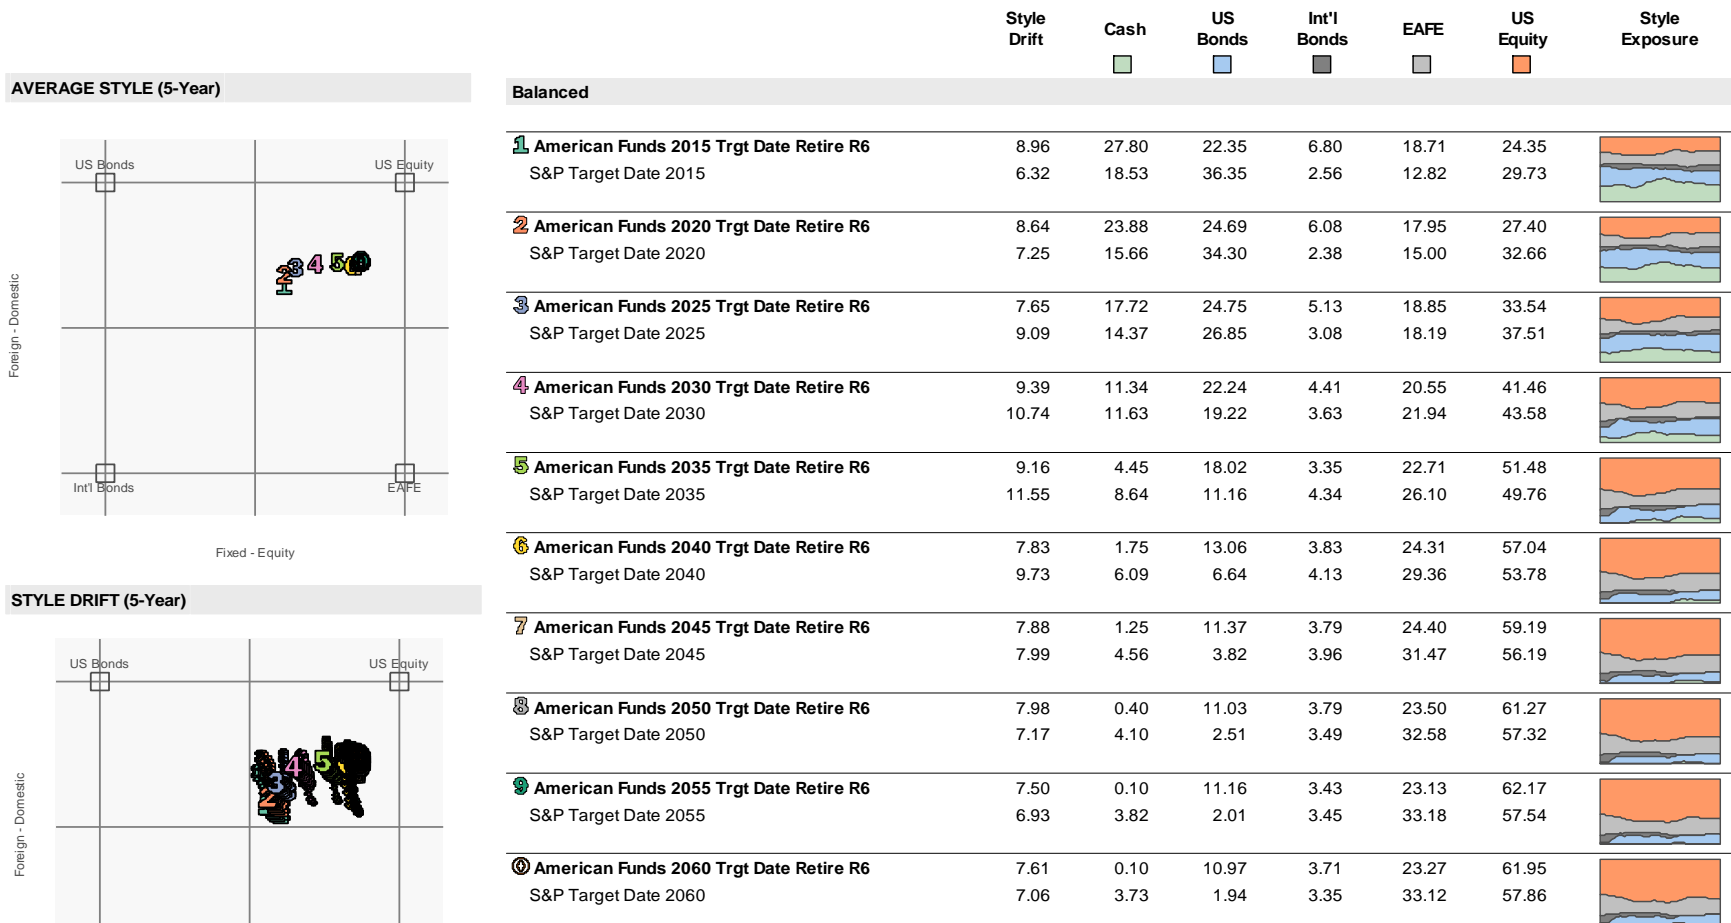 Style Drift Cash US Bonds Int'l Bonds EAFE US Equity Style Exposure
AVERAGE STYLE (5-Year)
US Bonds US Equity
Foreign - Domestic
1 2 3 4 5 6
Int'l Bonds EAFE
Fixed - Equity
STYLE DRIFT (5-Year)
US Bonds US Equity
Foreign - Domestic
2 3 4 5
Balanced
1 American Funds 2015 Trgt Date Retire R6 8.96 27.80 22.35 6.80 18.71 24.35
S&P Target Date 2015 6.32 18.53 36.35 2.56 12.82 29.73
2 American Funds 2020 Trgt Date Retire R6 8.64 23.88 24.69 6.08 17.95 27.40
S&P Target Date 2020 7.25 15.66 34.30 2.38 15.00 32.66
3 American Funds 2025 Trgt Date Retire R6 7.65 17.72 24.75 5.13 18.85 33.54
S&P Target Date 2025 9.09 14.37 26.85 3.08 18.19 37.51
4 American Funds 2030 Trgt Date Retire R6 9.39 11.34 22.24 4.41 20.55 41.46
S&P Target Date 2030 10.74 11.63 19.22 3.63 21.94 43.58
5 American Funds 2035 Trgt Date Retire R6 9.16 4.45 18.02 3.35 22.71 51.48
S&P Target Date 2035 11.55 8.64 11.16 4.34 26.10 49.76
6 American Funds 2040 Trgt Date Retire R6 7.83 1.75 13.06 3.83 24.31 57.04
S&P Target Date 2040 9.73 6.09 6.64 4.13 29.36 53.78
7 American Funds 2045 Trgt Date Retire R6 7.88 1.25 11.37 3.79 24.40 59.19
S&P Target Date 2045 7.99 4.56 3.82 3.96 31.47 56.19
8 American Funds 2050 Trgt Date Retire R6 7.98 0.40 11.03 3.79 23.50 61.27
S&P Target Date 2050 7.17 4.10 2.51 3.49 32.58 57.32
9 American Funds 2055 Trgt Date Retire R6 7.50 0.10 11.16 3.43 23.13 62.17
S&P Target Date 2055 6.93 3.82 2.01 3.45 33.18 57.54
American Funds 2060 Trgt Date Retire R6 7.61 0.10 10.97 3.71 23.27 61.95
S&P Target Date 2060 7.06 3.73 1.94 3.35 33.12 57.86